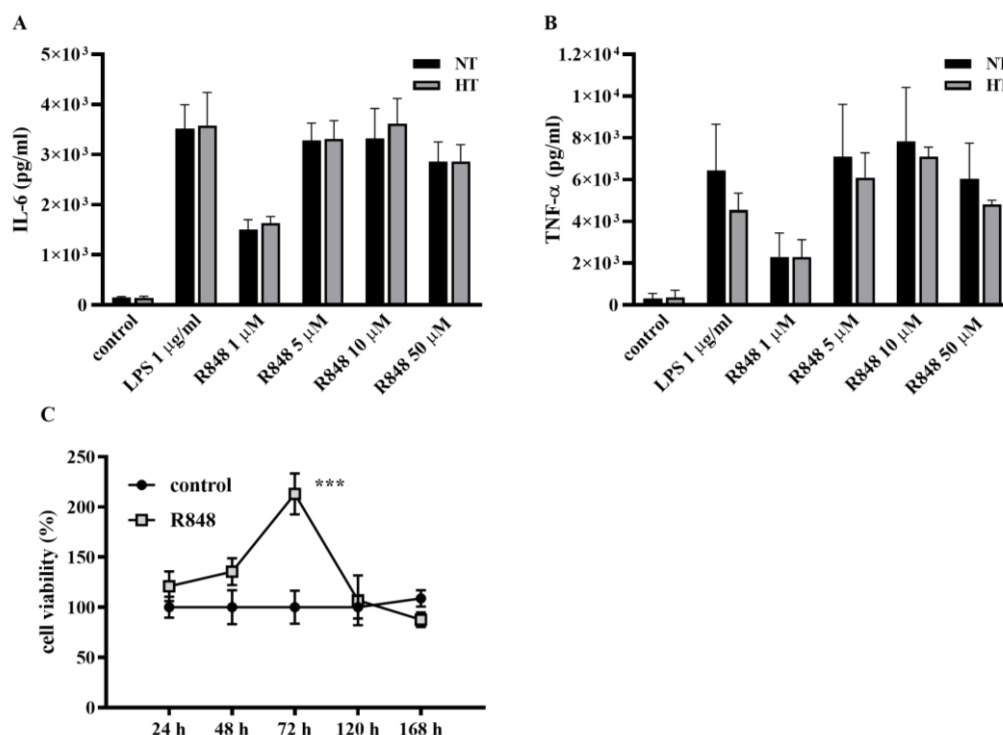 A
5×10³
4×10³
3×10³
2×10³
1×10³
0
IL-6 (pg/ml)
NT
HT
control
LPS 1 μg/ml
R848 1 μM
R848 5 μM
R848 10 μM
R848 50 μM
B
1.2×10⁴
1×10⁴
8×10³
6×10³
4×10³
2×10³
0
TNF-α (pg/ml)
NT
HT
control
LPS 1 μg/ml
R848 1 μM
R848 5 μM
R848 10 μM
R848 50 μM
C
250
200
150
100
50
0
cell viability (%)
control
R848
***
24 h 48 h 72 h 120 h 168 h